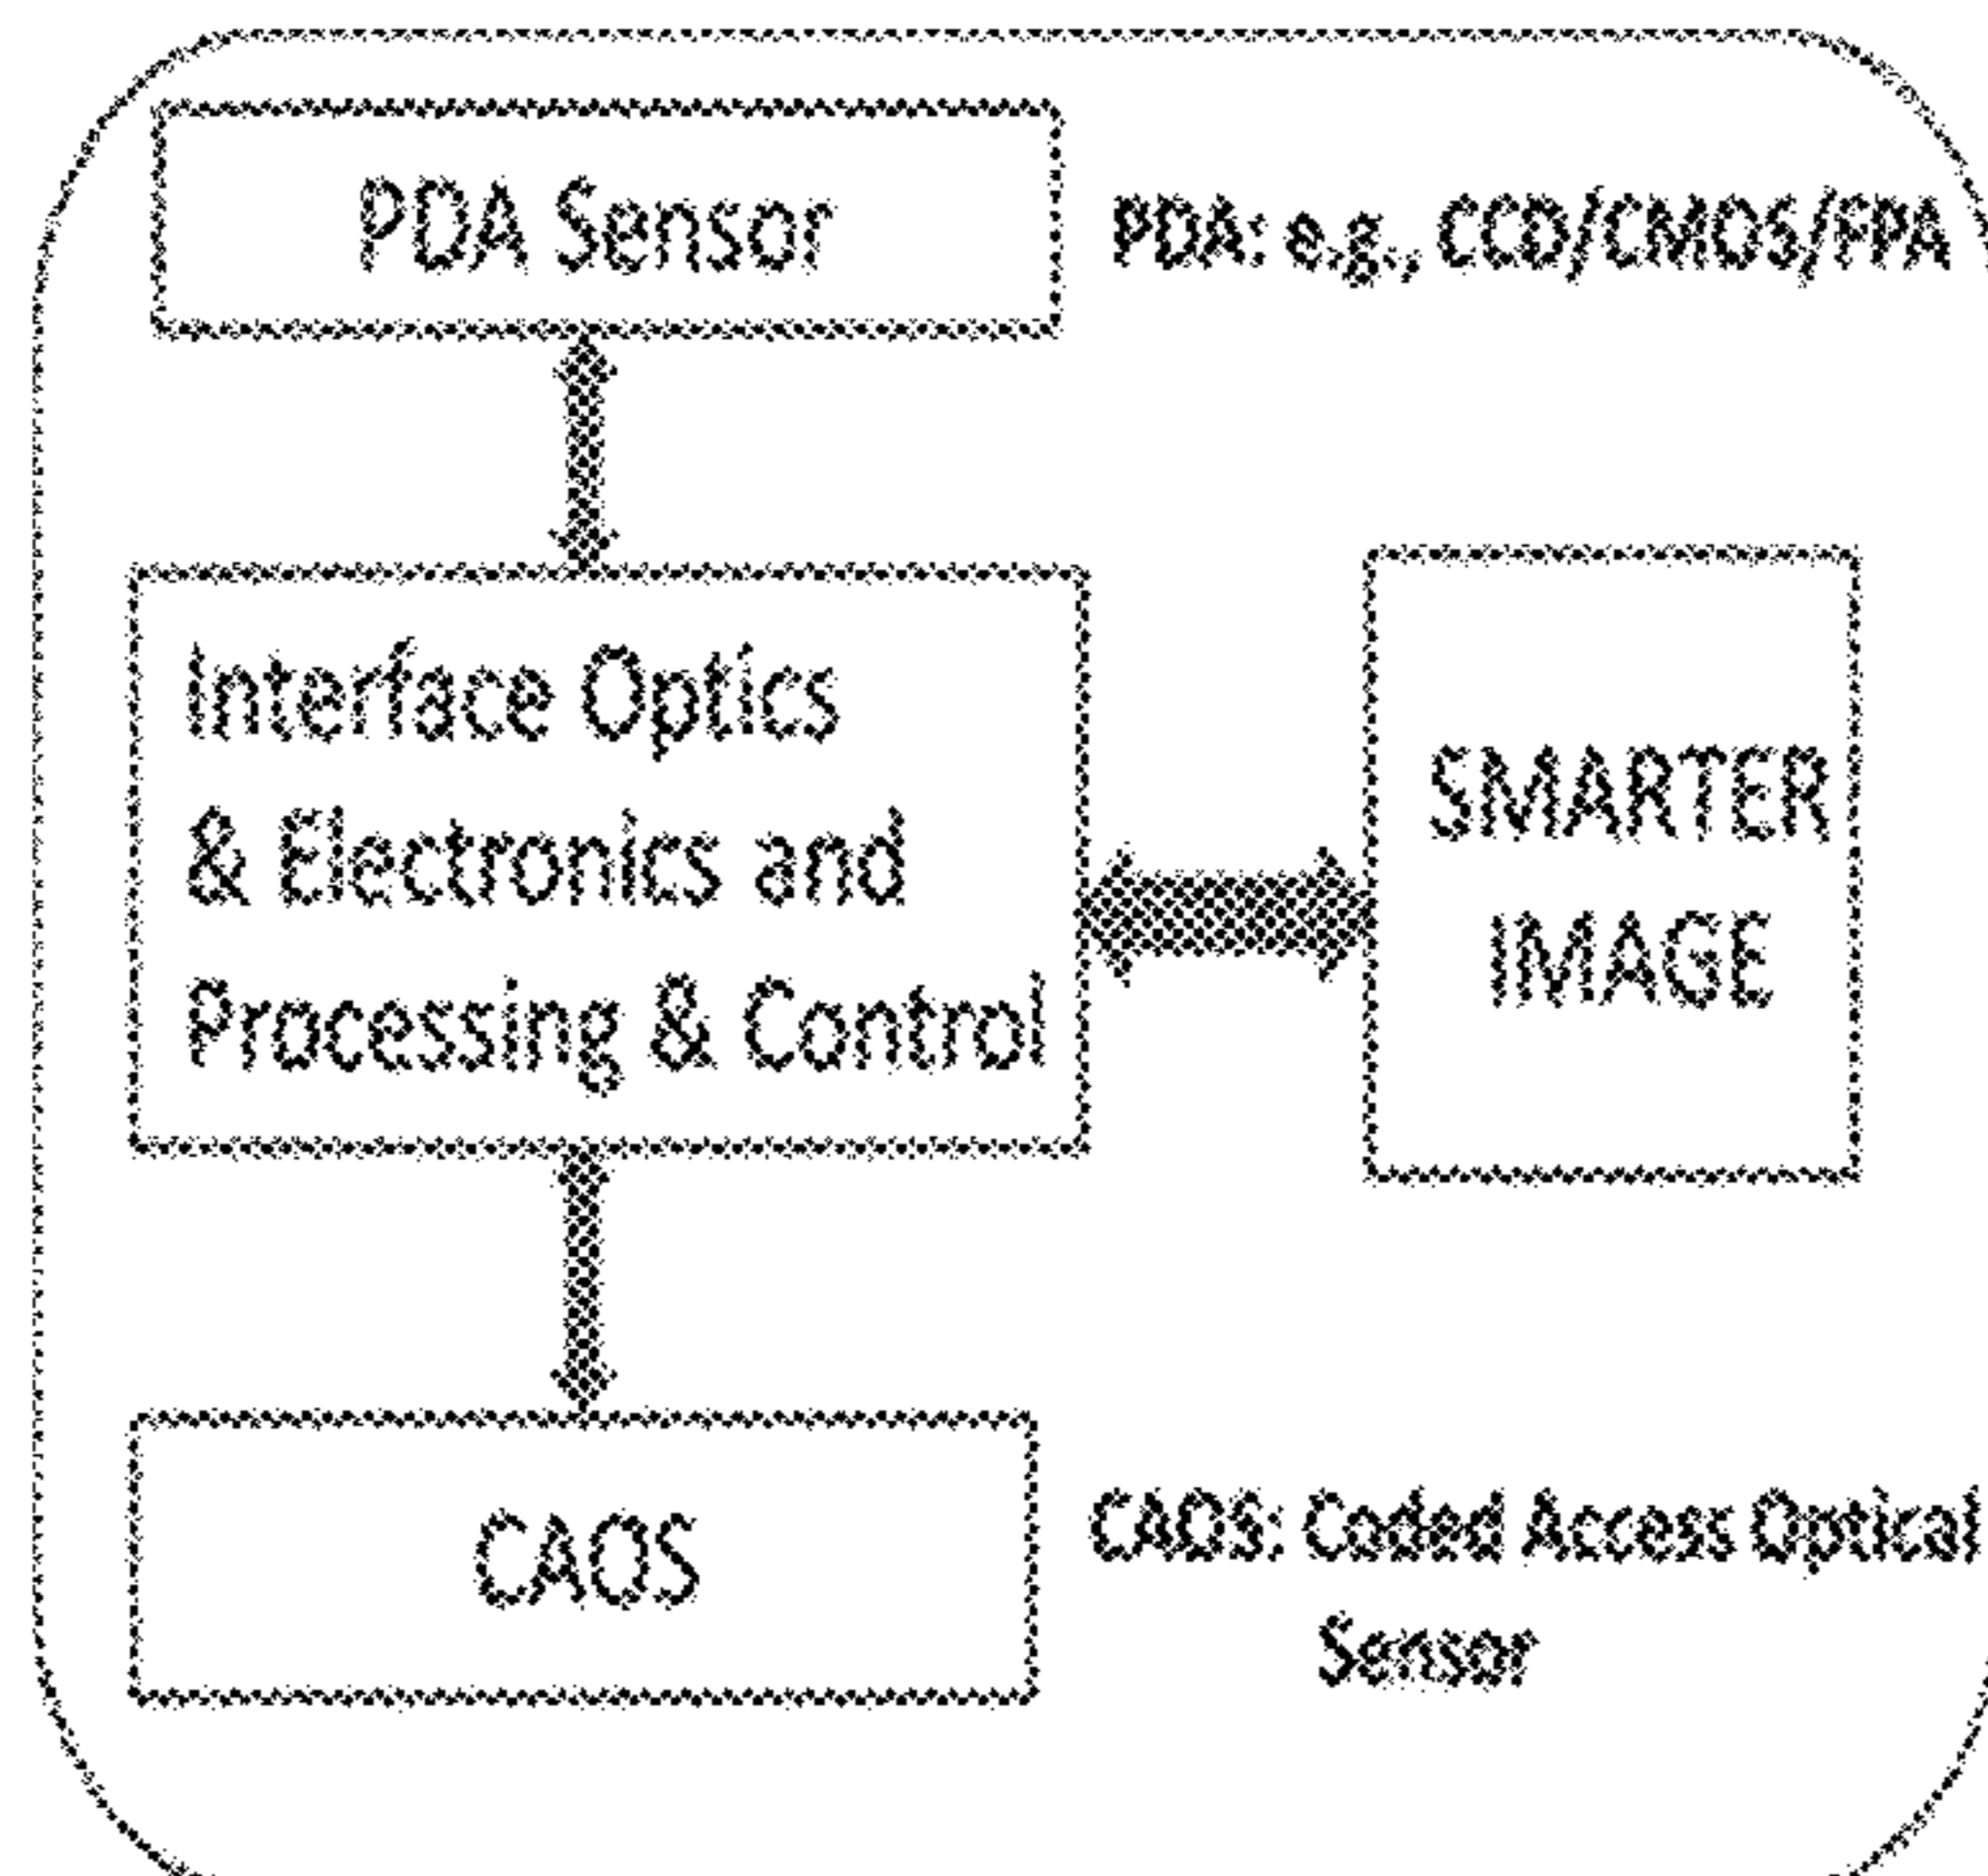 PDA Sensor
PDA: e.g., CCD/CMOS/FPA
Interface Optics
& Electronics and
Processing & Control
SMARTER
IMAGE
CAOS
CAOS: Coded Access Optical
Sensor